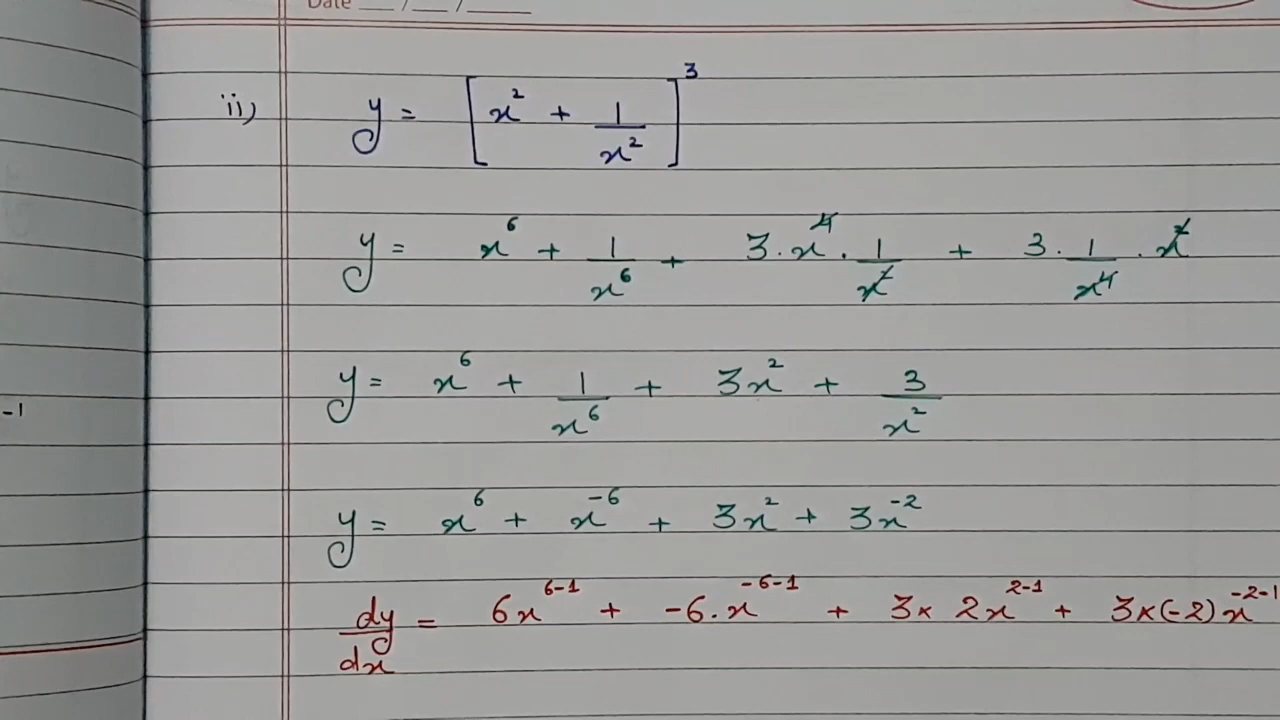 Date ___ /___ /_____
ii) y = [x² + 1/x²]³
y = x⁶ + 1/x⁶ + 3.x⁴ . 1/x² + 3. 1/x⁴ . x²
y = x⁶ + 1/x⁶ + 3x² + 3/x²
-1
y = x⁶ + x⁻⁶ + 3x² + 3x⁻²
dy/dx = 6x⁶⁻¹ + -6.x⁻⁶⁻¹ + 3× 2x²⁻¹ + 3×(-2) x⁻²⁻¹